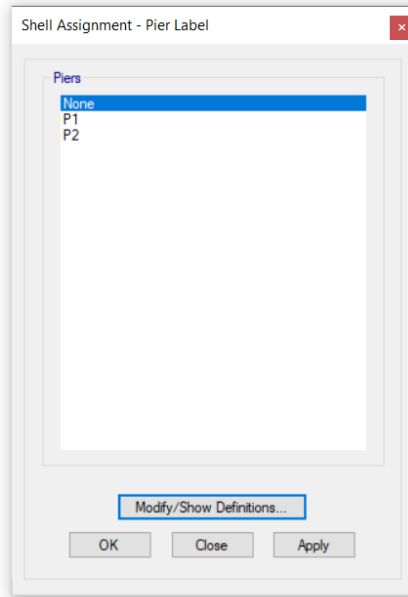 Shell Assignment - Pier Label
Piers
None
P1
P2
Modify/Show Definitions...
OK Close Apply